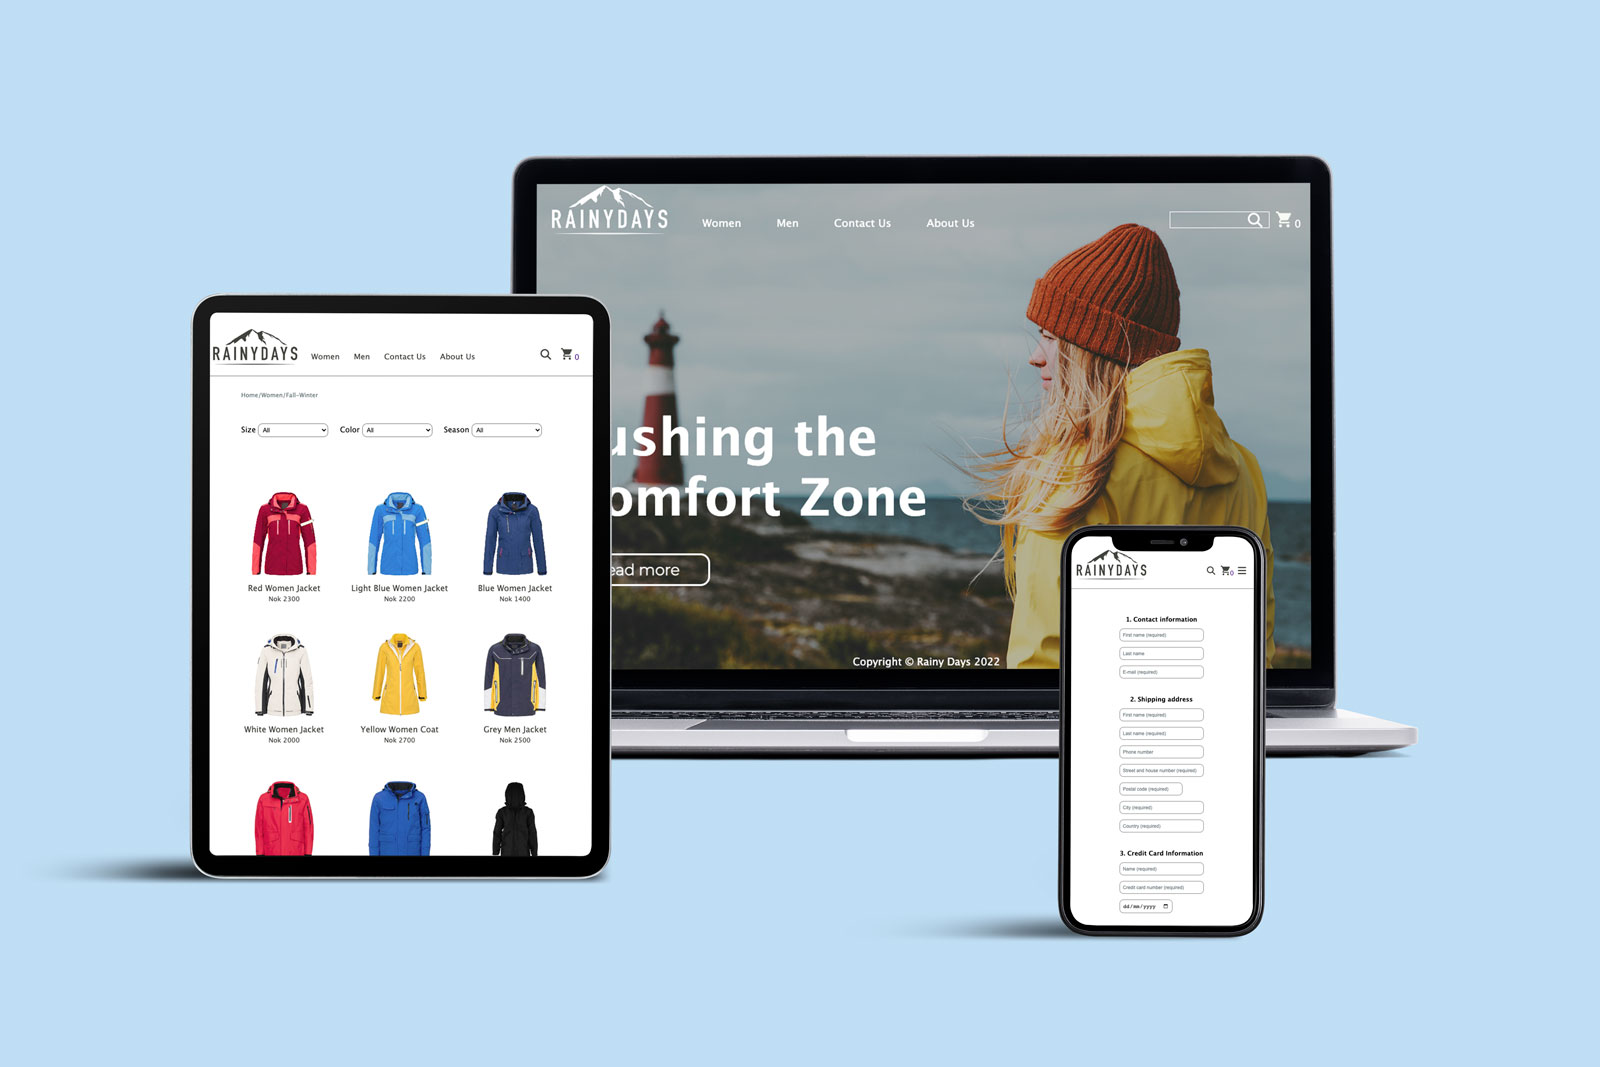 RAINYDAYS
Women Men Contact Us About Us
0
ushing the
omfort Zone
ead more
Copyright © Rainy Days 2022
RAINYDAYS
Women Men Contact Us About Us
0
Home/Women/Fall-Winter
Size All Color All Season All
Red Women Jacket
Nok 2300
Light Blue Women Jacket
Nok 2200
Blue Women Jacket
Nok 1400
White Women Jacket
Nok 2000
Yellow Women Coat
Nok 2700
Grey Men Jacket
Nok 2500
RAINYDAYS
0
1. Contact information
First name (required)
Last name
E-mail (required)
2. Shipping address
First name (required)
Last name (required)
Phone number
Street and house number (required)
Postal code (required)
City (required)
Country (required)
3. Credit Card Information
Name (required)
Credit card number (required)
dd/mm/yyyy